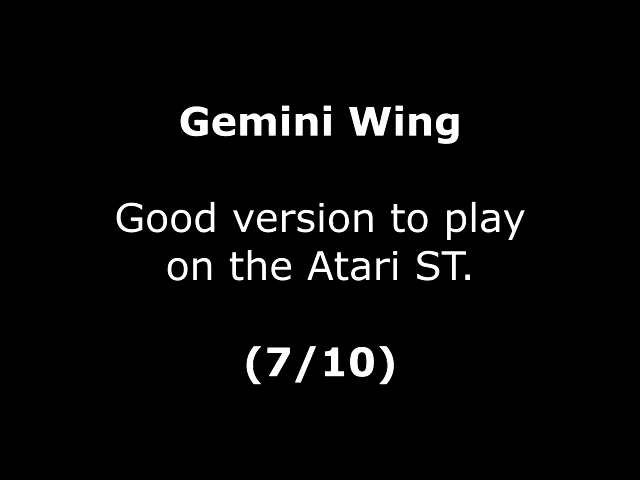 Gemini Wing
Good version to play
on the Atari ST.
(7/10)